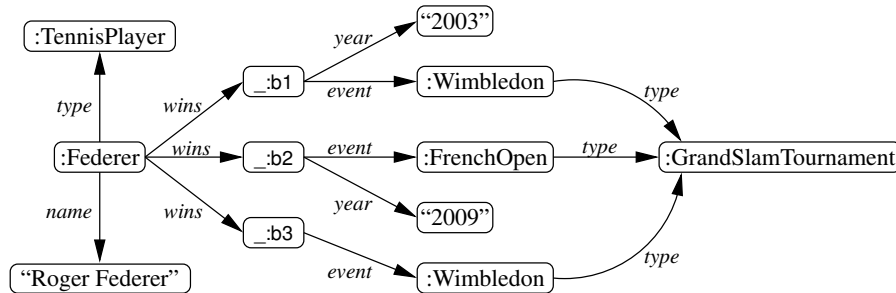 :TennisPlayer
year
“2003”
_:b1
wins
event
:Wimbledon
type
type
:Federer
wins
_:b2
event
:FrenchOpen
type
:GrandSlamTournament
name
wins
year
“2009”
_:b3
“Roger Federer”
event
:Wimbledon
type